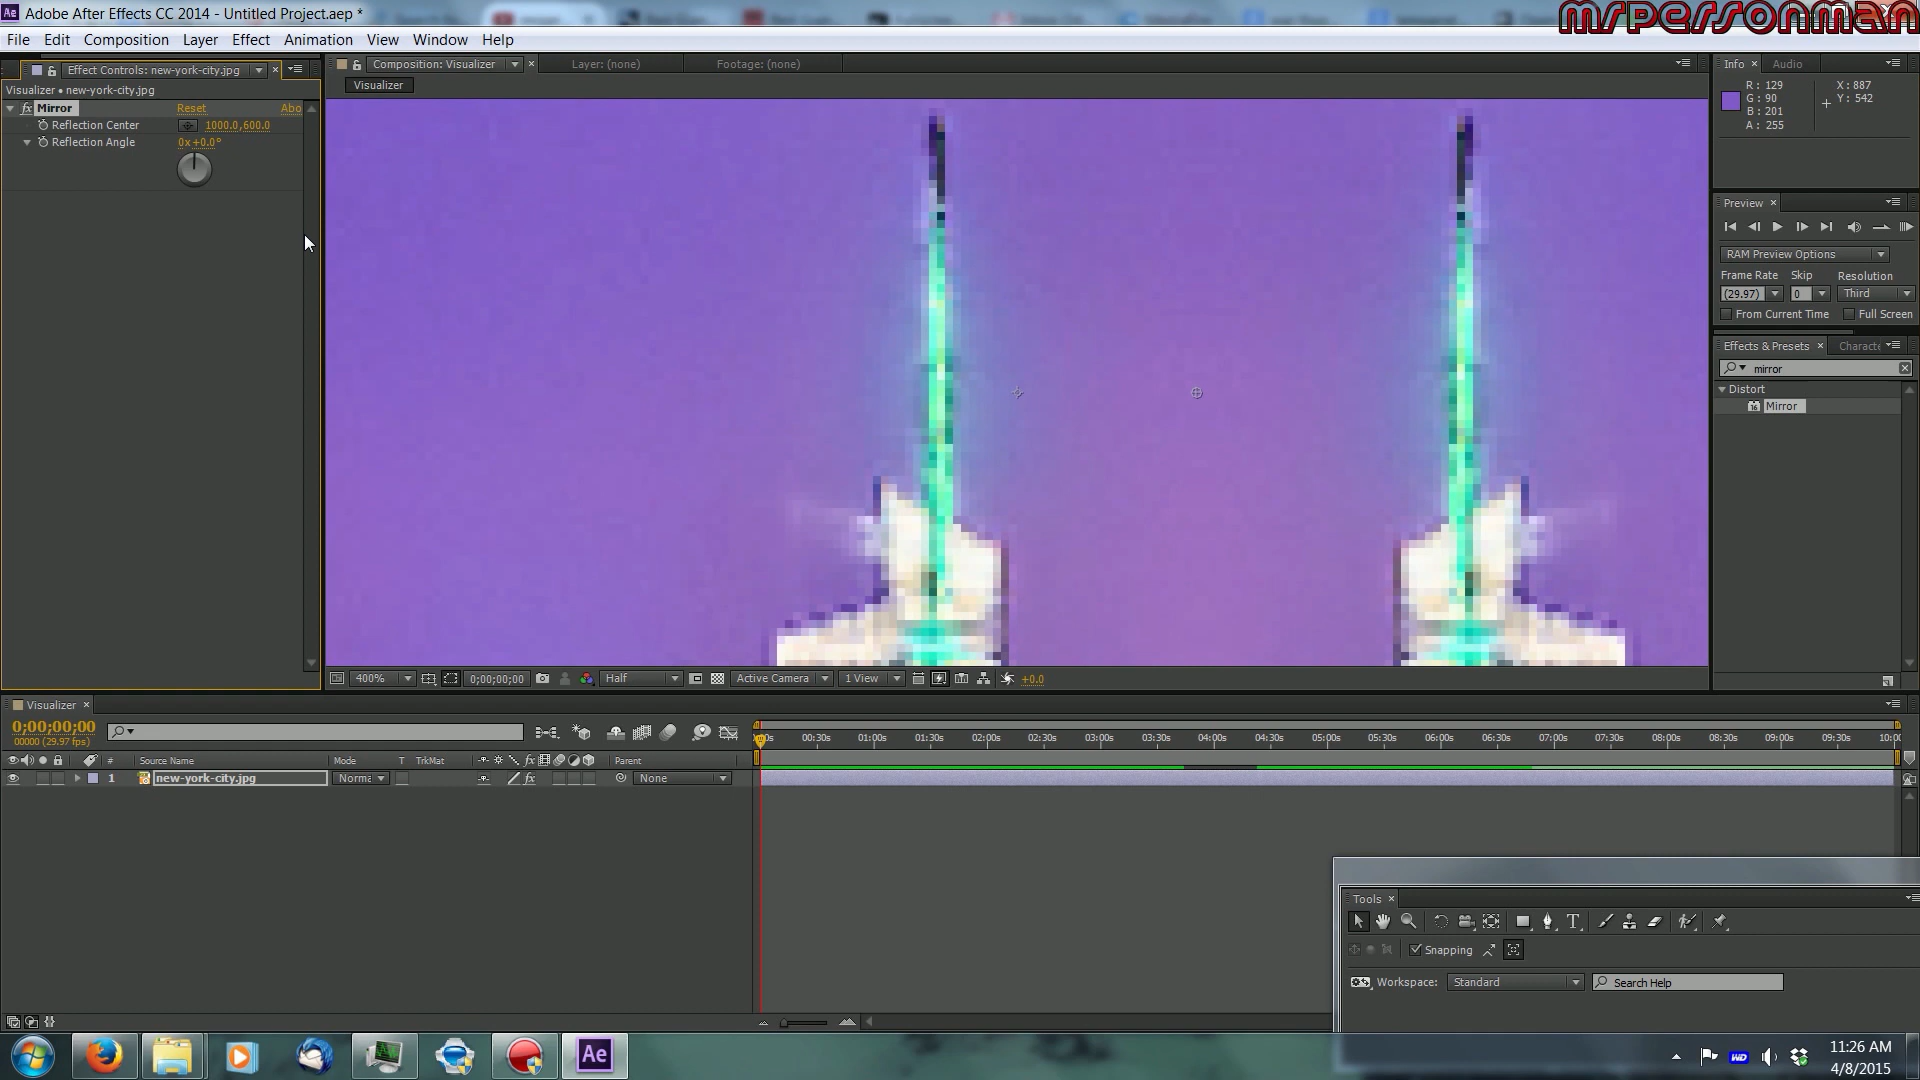 Adobe After Effects CC 2014 - Untitled Project.aep *
mrpersonman
File Edit Composition Layer Effect Animation View Window Help
Effect Controls: new-york-city.jpg
Composition: Visualizer
Layer: (none)
Footage: (none)
Info
Audio
Visualizer • new-york-city.jpg
Visualizer
R: 129
G: 90
B: 201
A: 255
X: 887
Y: 542
fx Mirror Reset Abo
Reflection Center 1000.0,600.0
Reflection Angle 0x+0.0°
Preview
RAM Preview Options
Frame Rate Skip Resolution
(29.97) 0 Third
From Current Time Full Screen
Effects & Presets
Characte
mirror
Distort
16 Mirror
400%
0;00;00;00
Half
Active Camera
1 View
+0.0
Visualizer
0;00;00;00
00000 (29.97 fps)
00:30s 01:00s 01:30s 02:00s 02:30s 03:00s 03:30s 04:00s 04:30s 05:00s 05:30s 06:00s 06:30s 07:00s 07:30s 08:00s 08:30s 09:00s 09:30s 10:00
# Source Name Mode T TrkMat fx Parent
1 new-york-city.jpg Norma fx None
Tools
T
Snapping
Workspace: Standard
Search Help
Ae
WD
11:26 AM
4/8/2015